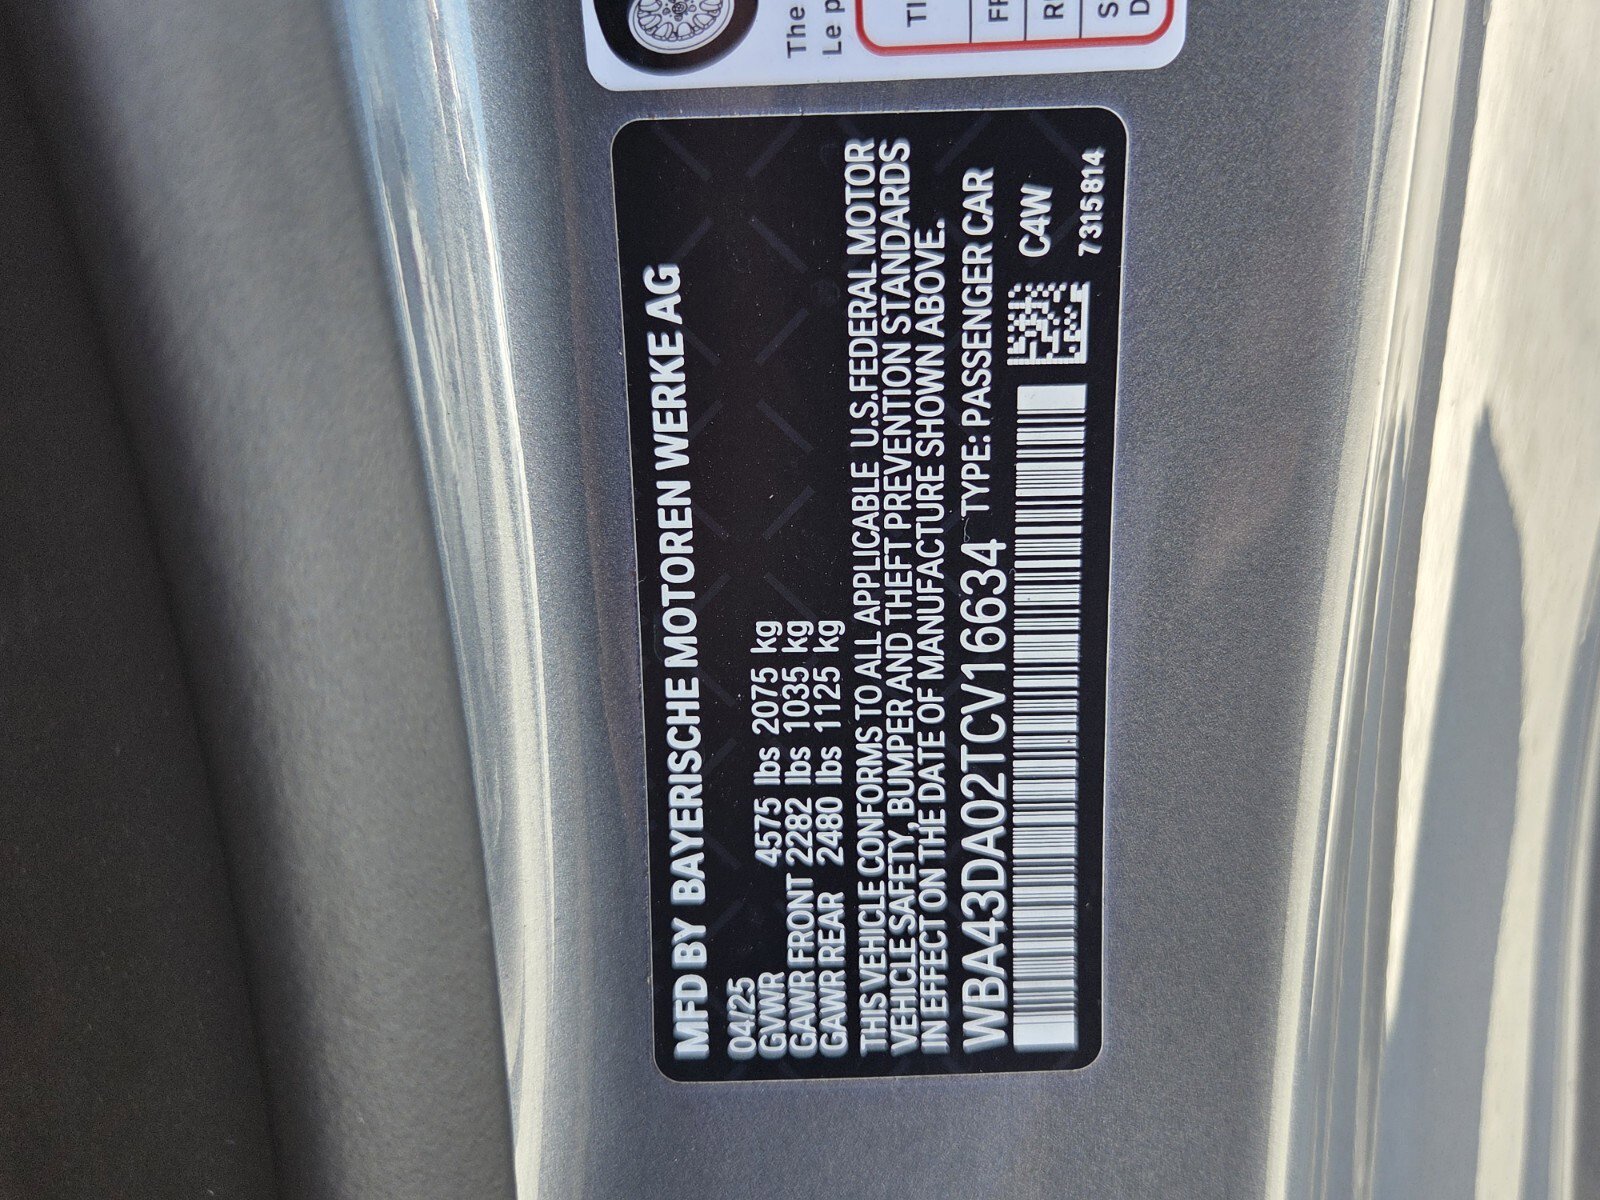 The
Le p
TI
FR
R
S
D
MFD BY BAYERISCHE MOTOREN WERKE AG
04/25
GVWR 4575 lbs 2075 kg
GAWR FRONT 2282 lbs 1035 kg
GAWR REAR 2480 lbs 1125 kg
THIS VEHICLE CONFORMS TO ALL APPLICABLE U.S. FEDERAL MOTOR
VEHICLE SAFETY, BUMPER AND THEFT PREVENTION STANDARDS
IN EFFECT ON THE DATE OF MANUFACTURE SHOWN ABOVE.
WBA43DA02TCV16634 TYPE: PASSENGER CAR
C4W
7315814